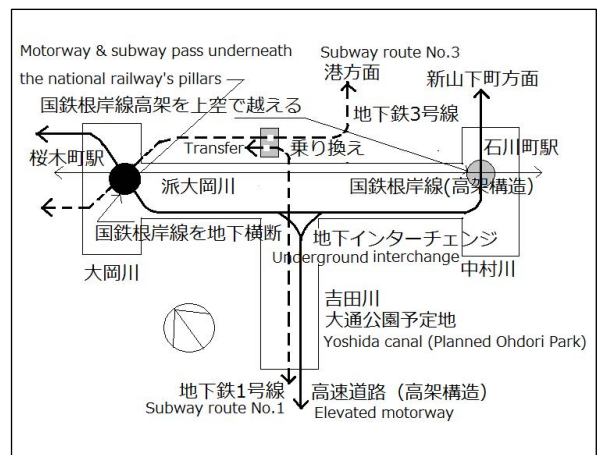 Motorway & subway pass underneath
the national railway's pillars
Subway route No.3
港方面
新山下町方面
国鉄根岸線高架を上空で越える
地下鉄3号線
桜木町駅
Transfer
乗り換え
石川町駅
派大岡川
国鉄根岸線(高架構造)
国鉄根岸線を地下横断
地下インターチェンジ
Underground interchange
大岡川
中村川
吉田川
大通公園予定地
Yoshida canal (Planned Ohdori Park)
地下鉄1号線
Subway route No.1
高速道路（高架構造）
Elevated motorway